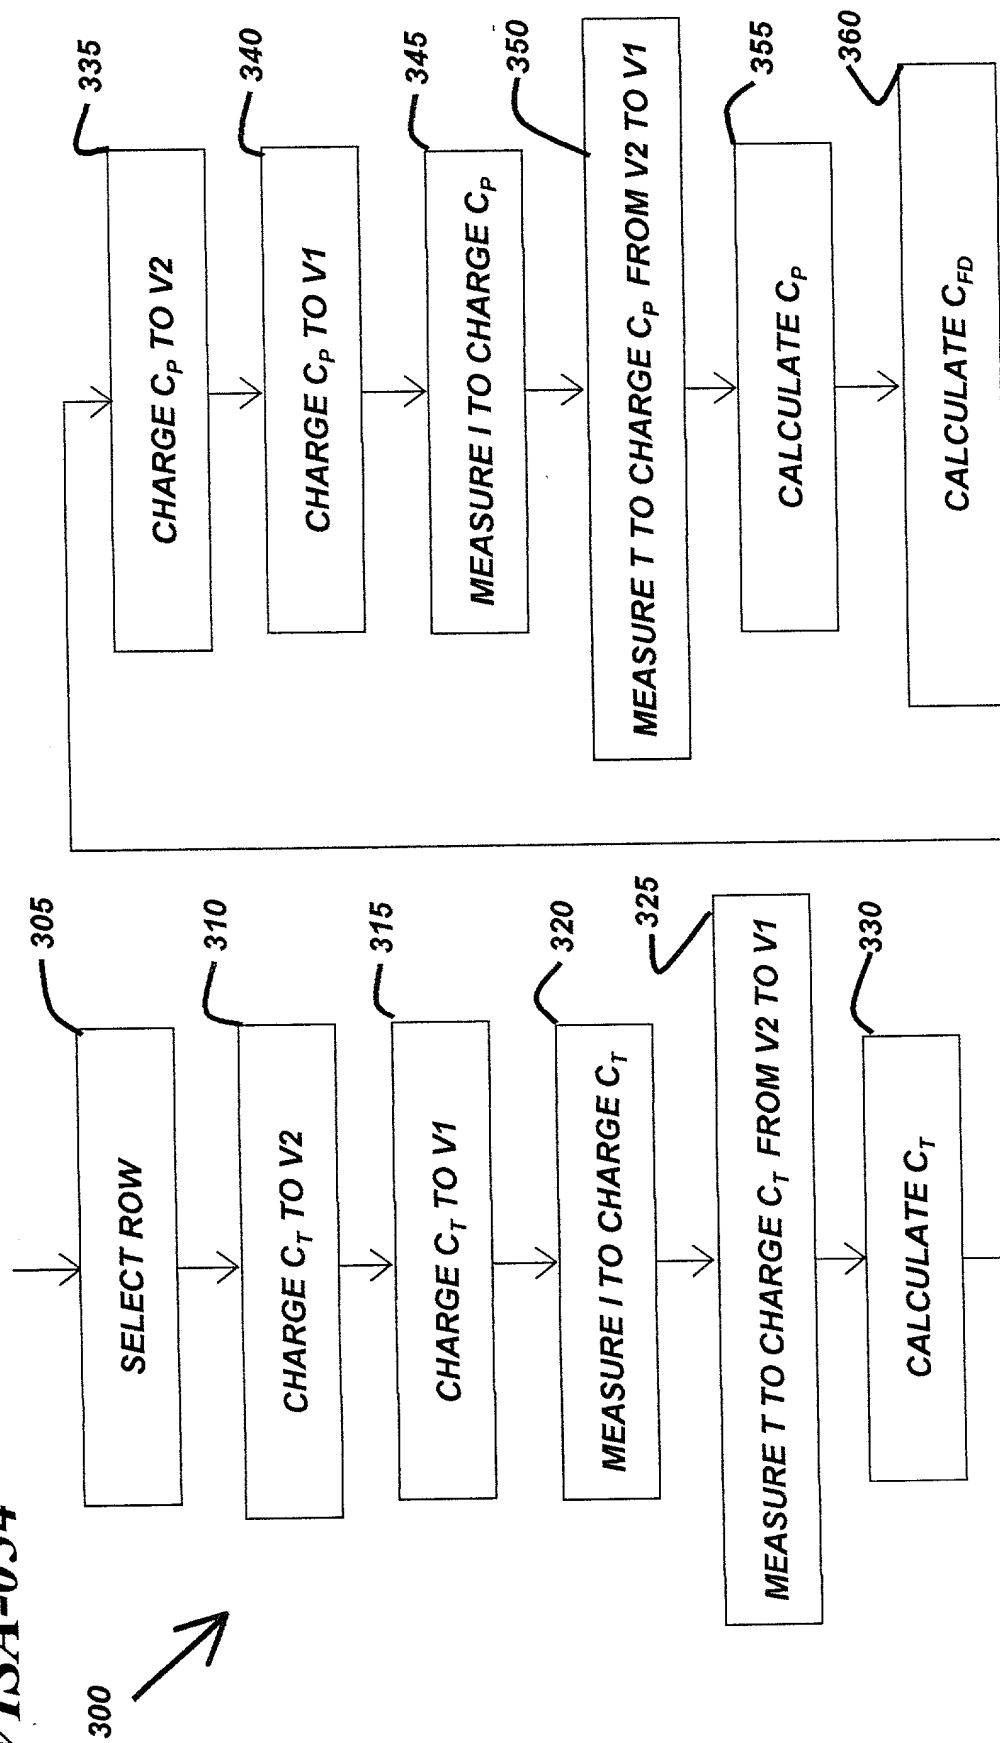 300
305
SELECT ROW
310
CHARGE C_T TO V2
315
CHARGE C_T TO V1
320
MEASURE I TO CHARGE C_T
325
MEASURE T TO CHARGE C_T FROM V2 TO V1
330
CALCULATE C_T
335
CHARGE C_P TO V2
340
CHARGE C_P TO V1
345
MEASURE I TO CHARGE C_P
350
MEASURE T TO CHARGE C_P FROM V2 TO V1
355
CALCULATE C_P
360
CALCULATE C_FD